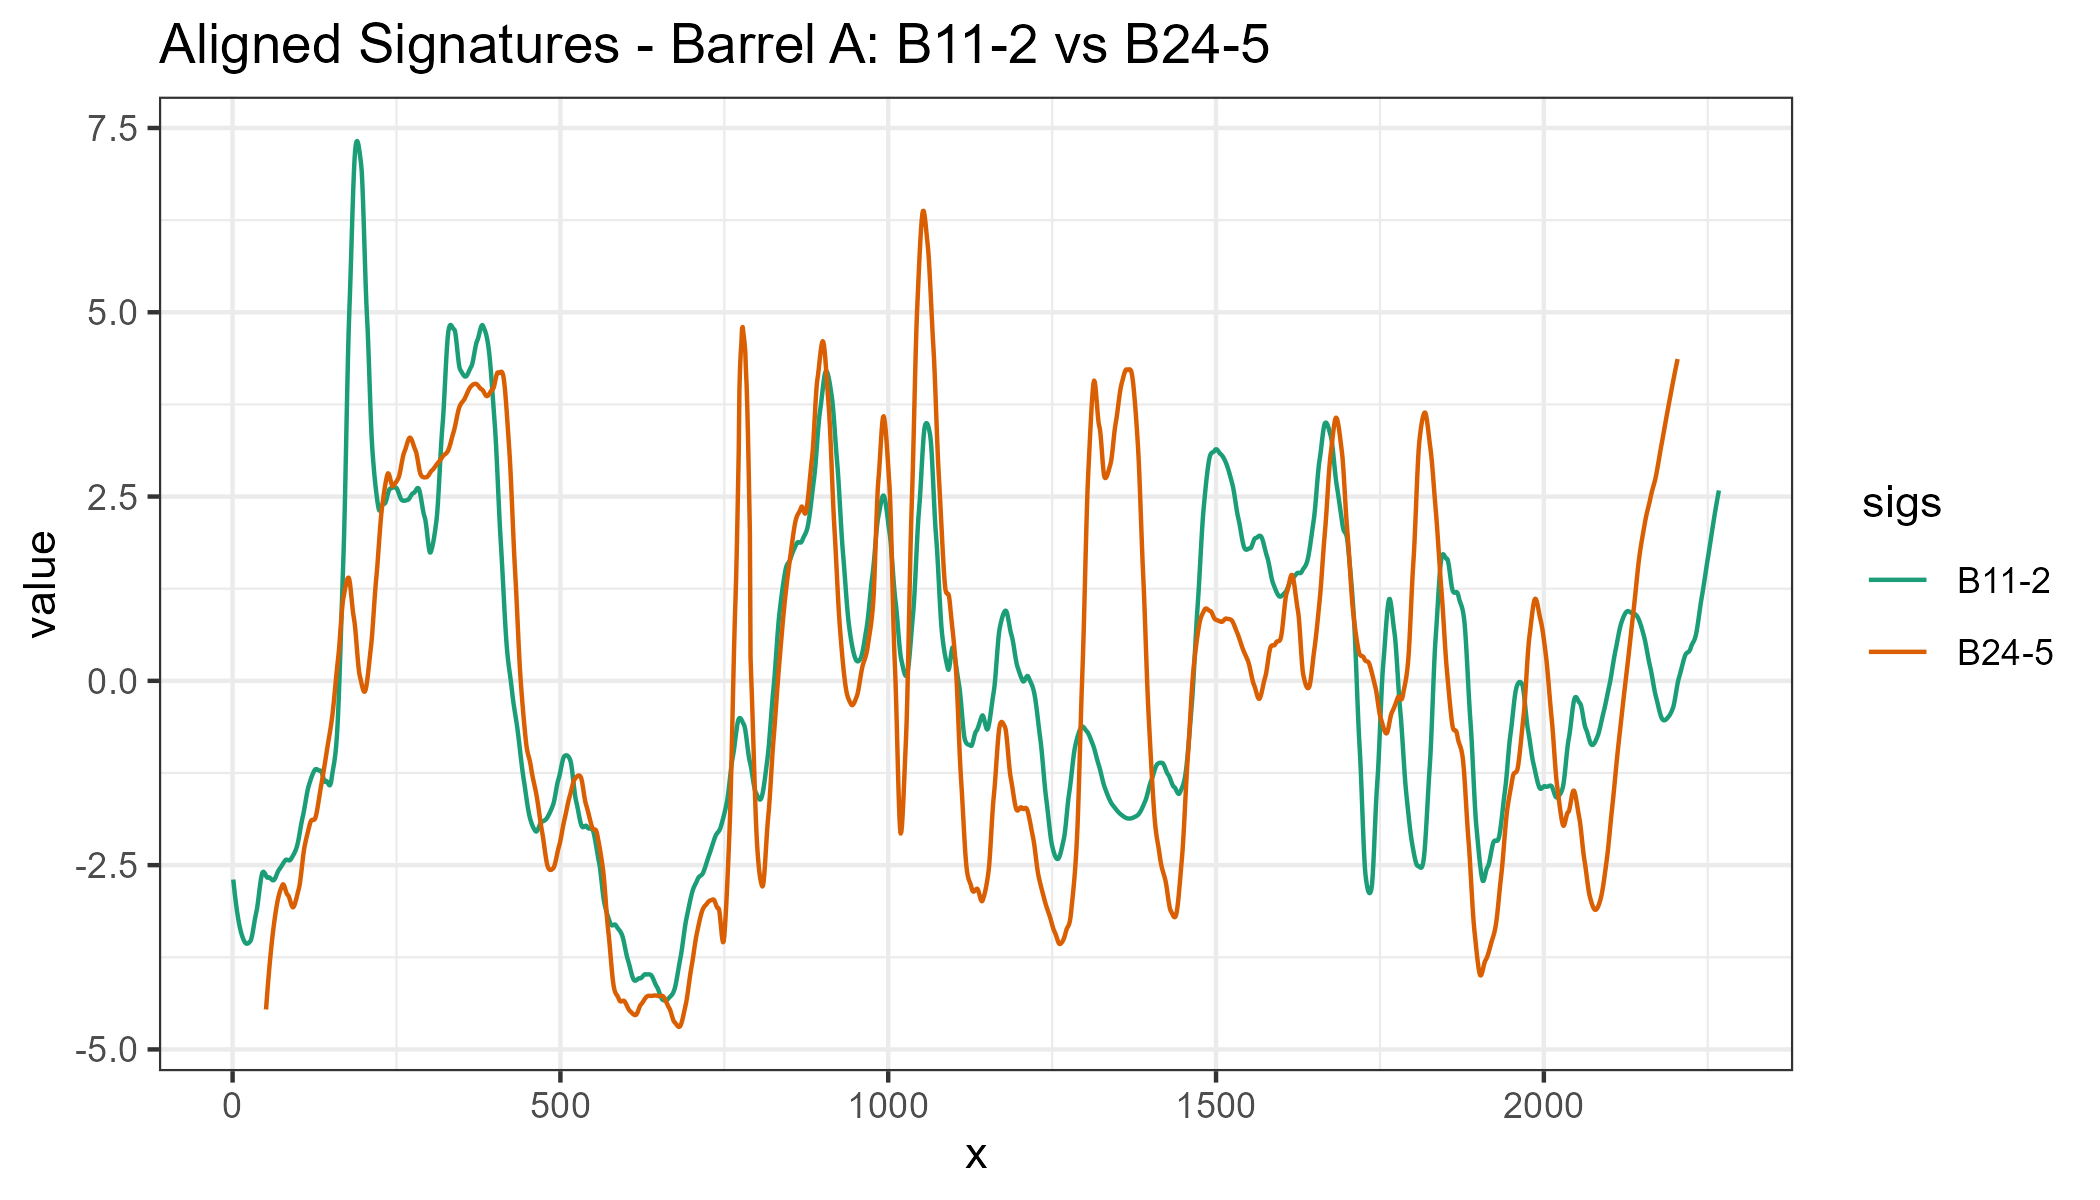 Aligned Signatures - Barrel A: B11-2 vs B24-5
7.5
5.0
2.5
0.0
-2.5
-5.0
value
0 500 1000 1500 2000
x
sigs
B11-2
B24-5